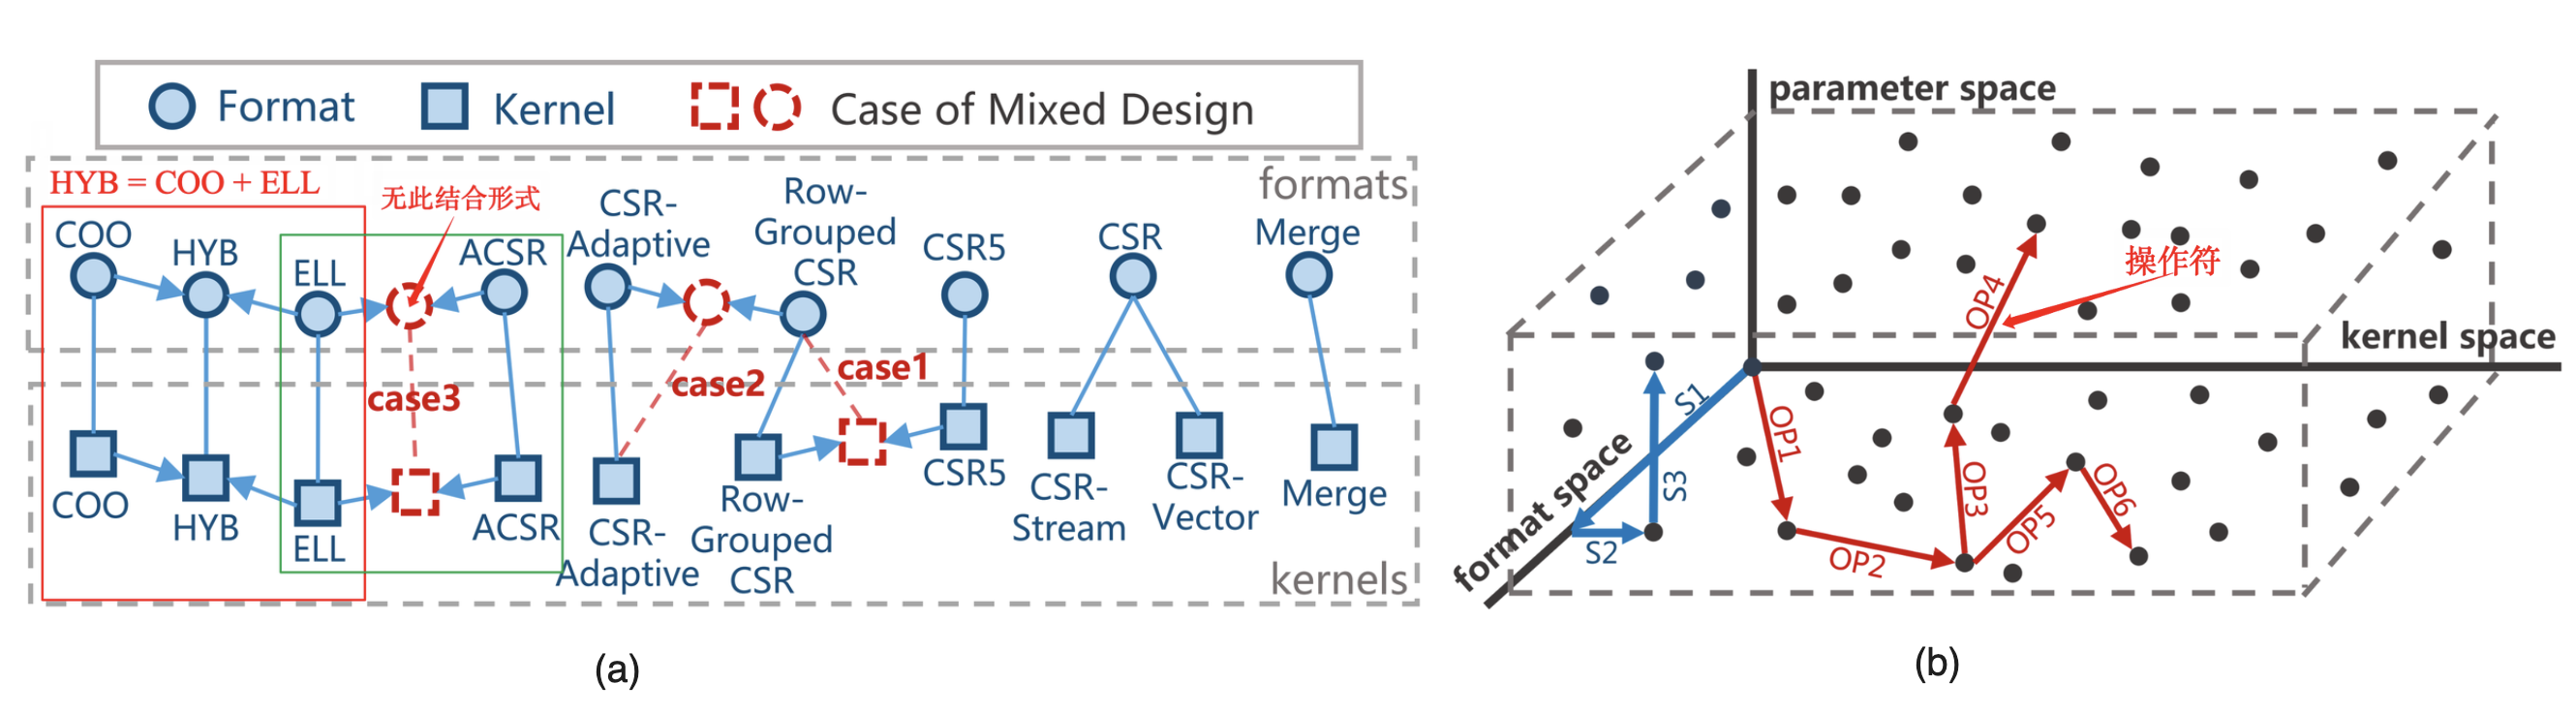 Format
Kernel
Case of Mixed Design
HYB = COO + ELL
无此结合形式
formats
COO
HYB
ELL
ACSR
CSR-
Adaptive
Row-
Grouped
CSR
CSR5
CSR
Merge
case3
case2
case1
COO
HYB
ELL
ACSR
CSR-
Adaptive
Row-
Grouped
CSR
CSR5
CSR-
Stream
CSR-
Vector
Merge
kernels
(a)
parameter space
kernel space
format space
操作符
S1
S2
S3
OP1
OP2
OP3
OP4
OP5
OP6
(b)